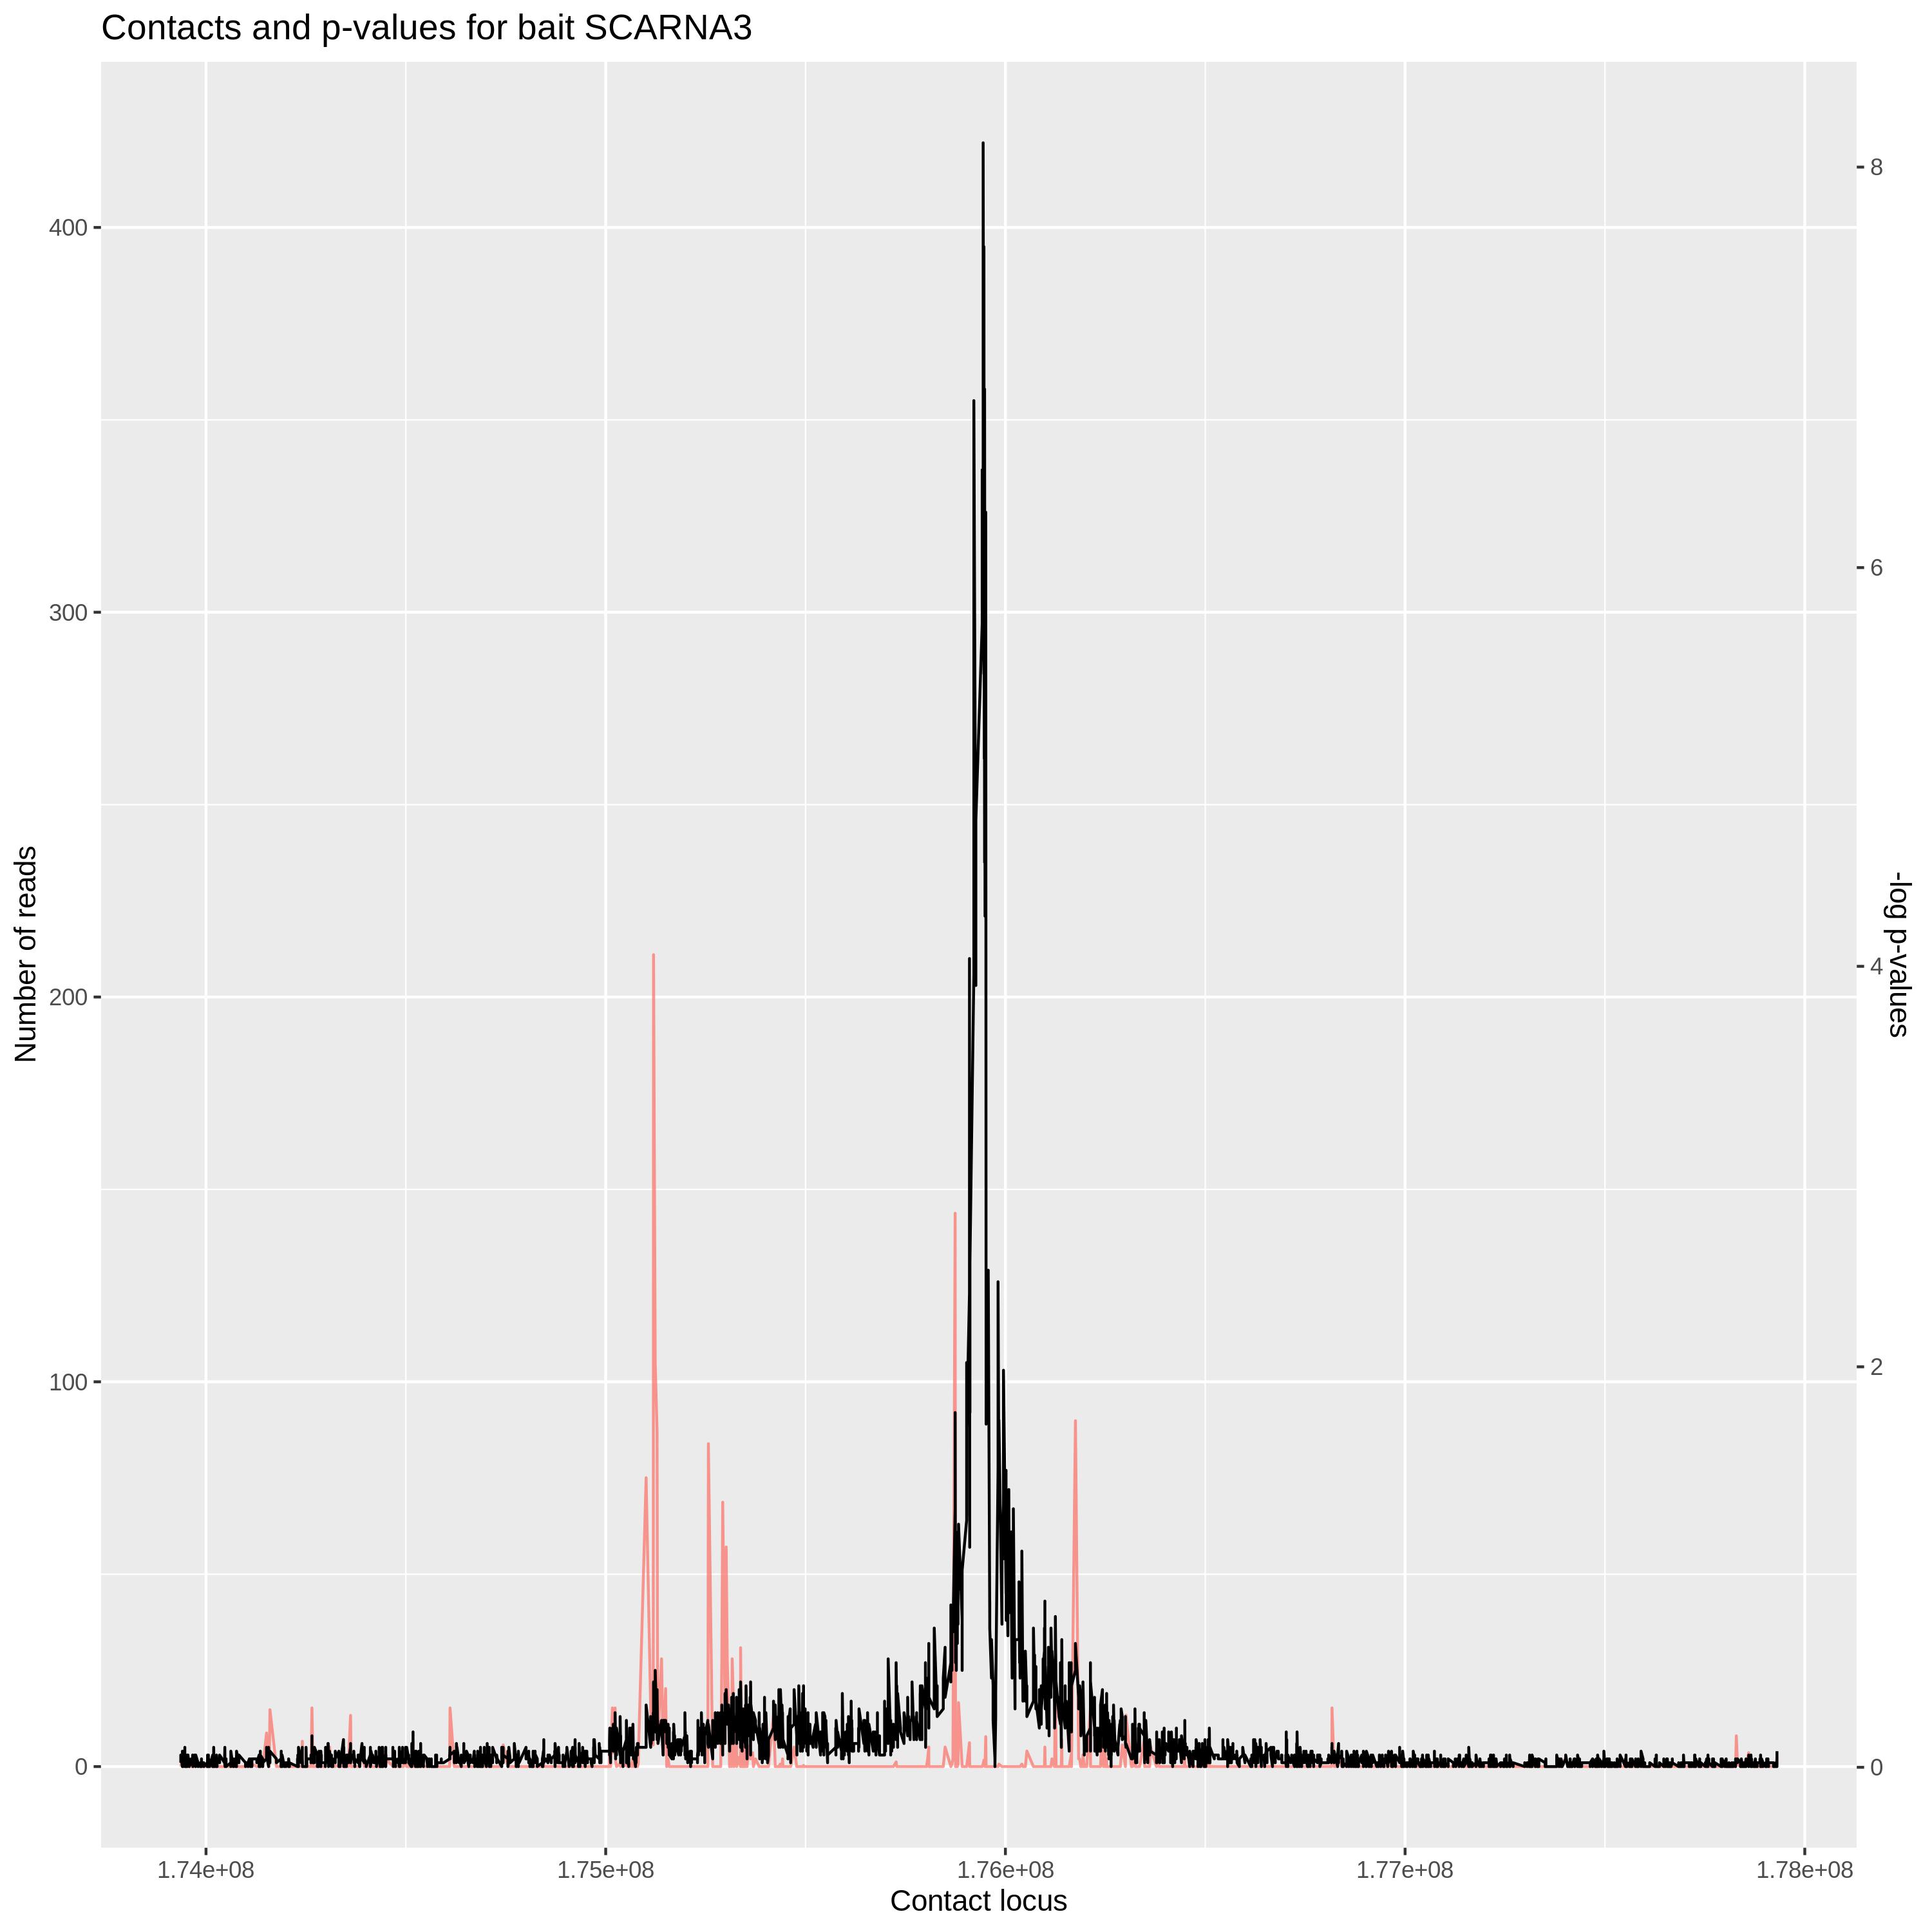 Contacts and p-values for bait SCARNA3
400
300
200
100
0
Number of reads
8
6
4
2
0
-log p-values
1.74e+08
1.75e+08
1.76e+08
1.77e+08
1.78e+08
Contact locus